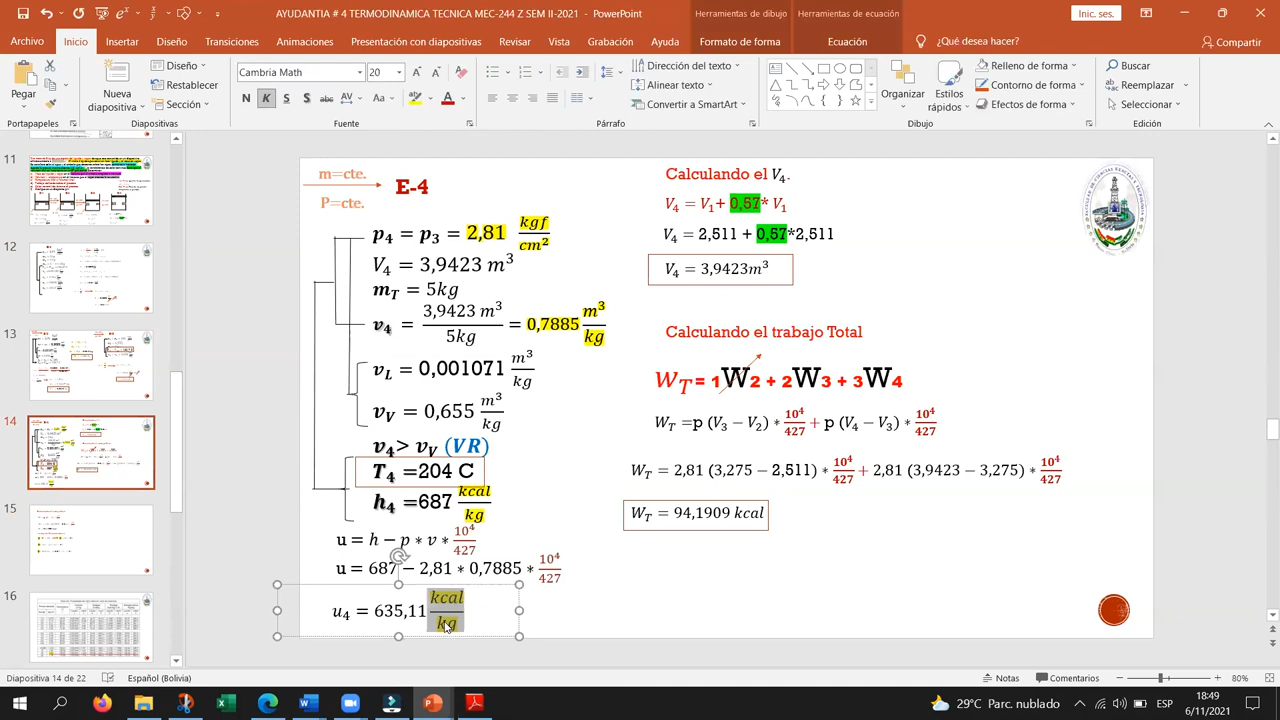 AYUDANTIA # 4 TERMODINAMICA MEC-244 Z SEM II-2021 - PowerPoint
Herramientas de dibujo
Herramientas de ecuación
Inic. ses.
Archivo
Inicio
Insertar
Diseño
Transiciones
Animaciones
Presentación con diapositivas
Revisar
Vista
Grabación
Ayuda
Formato de forma
Ecuación
¿Qué desea hacer?
Compartir
Pegar
Nueva diapositiva
Diseño
Restablecer
Sección
Cambria Math
20
N K S S abc AV Aa A
Dirección del texto
Alinear texto
Convertir a SmartArt
Organizar
Estilos rápidos
Relleno de forma
Contorno de forma
Efectos de forma
Buscar
Reemplazar
Seleccionar
Portapapeles
Diapositivas
Fuente
Párrafo
Dibujo
Edición
11
12
13
14
15
16
m=cte.
P=cte.
E-4
p₄ = p₃ = 2,81 kgf/cm²
V₄ = 3,9423 m³
m_T = 5kg
v₄ = 3,9423 m³/5kg = 0,7885 m³/kg
v_L = 0,001071 m³/kg
v_V = 0,655 m³/kg
v₄> v_V (VR)
T₄ =204 C
h₄ =687 kcal/kg
u = h − p ∗ v ∗ 10⁴/427
u = 687 − 2,81 ∗ 0,7885 ∗ 10⁴/427
u₄ = 635,11 kcal/kg
Calculando el V₄.
V₄ = V₁+ 0,57* V₁
V₄ = 2,511 + 0,57*2,511
V₄ = 3,9423m³
Calculando el trabajo Total
W_T = 1W2 + 2W3 + 3W4
W_T =p (V₃ − V₂) ∗ 10⁴/427 + p (V₄ − V₃) ∗ 10⁴/427
W_T = 2,81 (3,275 − 2,511) ∗ 10⁴/427 + 2,81 (3,9423 − 3,275) ∗ 10⁴/427
W_T = 94,1909 kcal
Diapositiva 14 de 22
Español (Bolivia)
Notas
Comentarios
80%
29°C Parc. nublado
ESP
18:49
6/11/2021